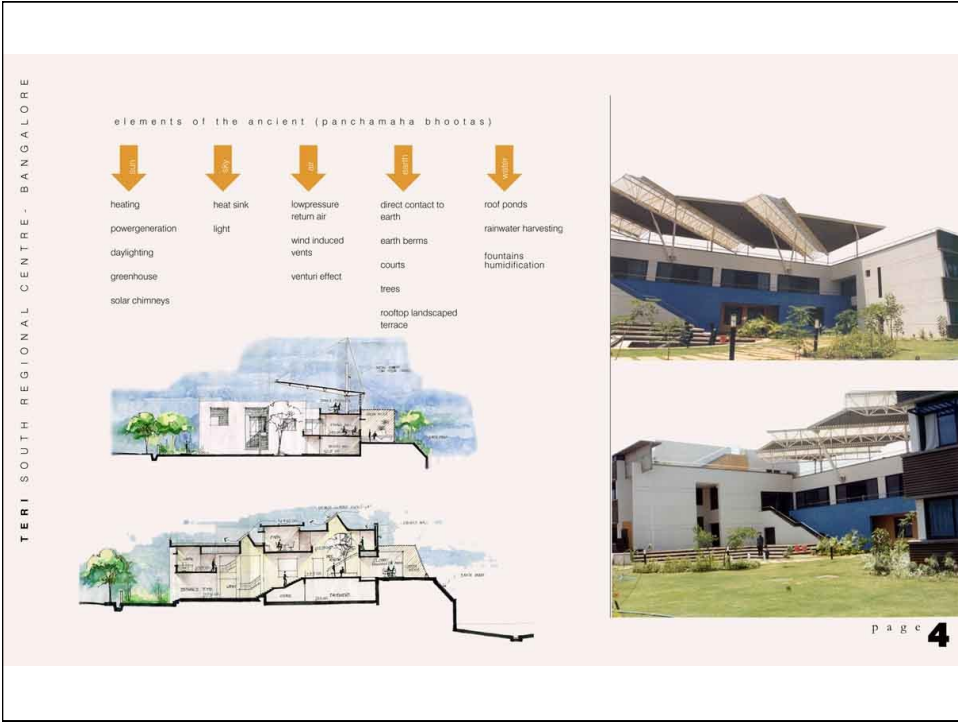 TERI SOUTH REGIONAL CENTRE - BANGALORE
elements of the ancient (panchamaha bhootas)
sun
sky
air
earth
water
heating
powergeneration
daylighting
greenhouse
solar chimneys
heat sink
light
lowpressure
return air
wind induced
vents
venturi effect
direct contact to
earth
earth berms
courts
trees
rooftop landscaped
terrace
roof ponds
rainwater harvesting
fountains
humidification
page 4